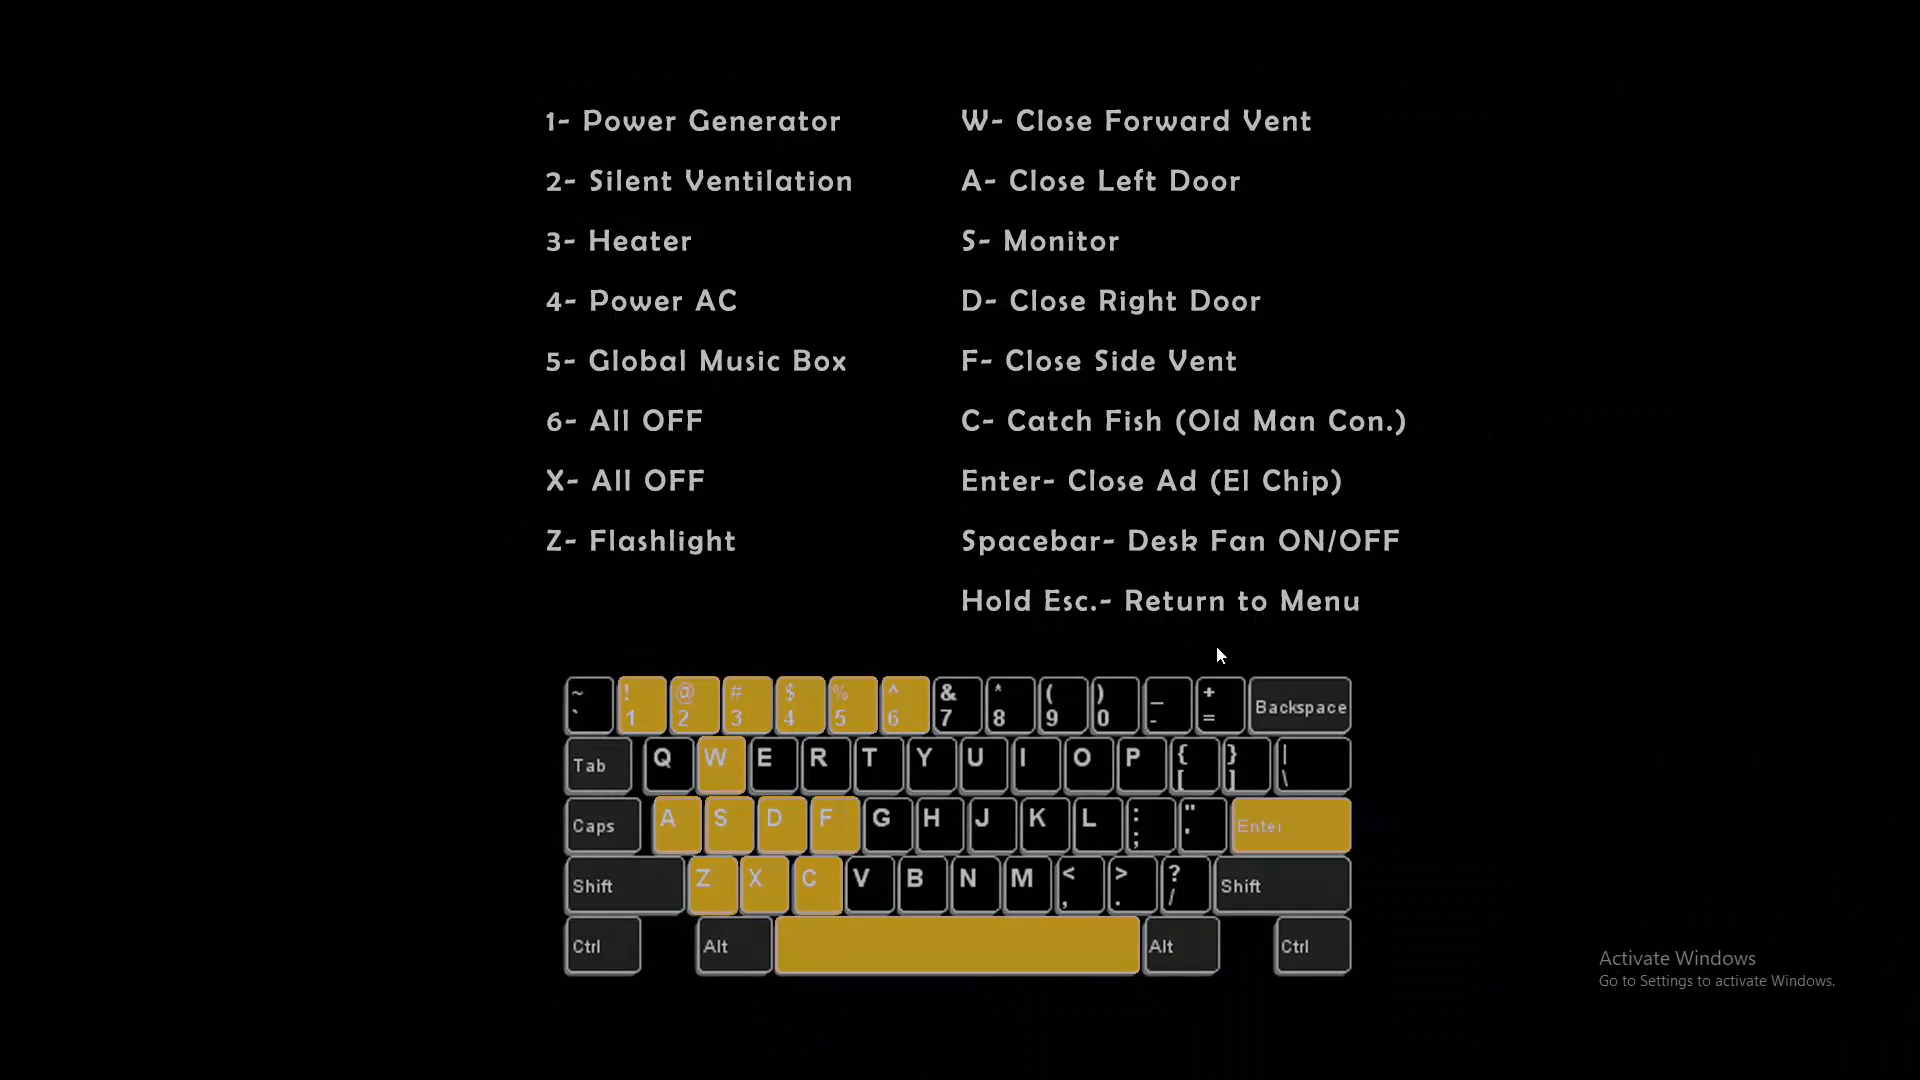 1- Power Generator
2- Silent Ventilation
3- Heater
4- Power AC
5- Global Music Box
6- All OFF
X- All OFF
Z- Flashlight
W- Close Forward Vent
A- Close Left Door
S- Monitor
D- Close Right Door
F- Close Side Vent
C- Catch Fish (Old Man Con.)
Enter- Close Ad (El Chip)
Spacebar- Desk Fan ON/OFF
Hold Esc.- Return to Menu
~ ! @ # $ % ^ & * ( ) _ +
` 1 2 3 4 5 6 7 8 9 0 - = Backspace
Tab Q W E R T Y U I O P { [ } ] | \
Caps A S D F G H J K L : ; " ' Enter
Shift Z X C V B N M < , > . ? / Shift
Ctrl Alt Alt Ctrl
Activate Windows
Go to Settings to activate Windows.